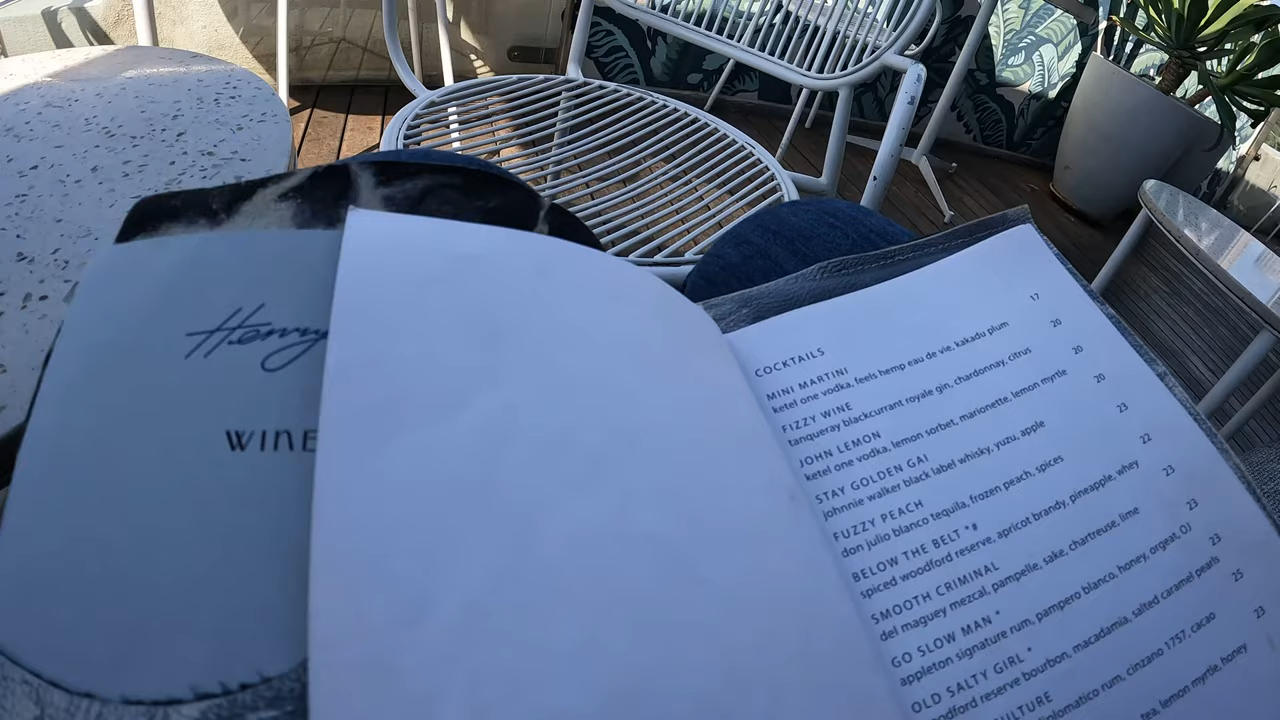 Henry
WINE
COCKTAILS
MINI MARTINI 17
ketel one vodka, feels hemp eau de vie, kakadu plum
FIZZY WINE 20
tanqueray blackcurrant royale gin, chardonnay, citrus
JOHN LEMON 20
ketel one vodka, lemon sorbet, marionette, lemon myrtle
STAY GOLDEN GAI 20
johnnie walker black label whisky, yuzu, apple
FUZZY PEACH 23
don julio blanco tequila, frozen peach, spices
BELOW THE BELT *# 22
spiced woodford reserve, apricot brandy, pineapple, whey
SMOOTH CRIMINAL 23
del maguey mezcal, pampelle, sake, chartreuse, lime
GO SLOW MAN * 23
appleton signature rum, pampero blanco, honey, orgeat, OJ
OLD SALTY GIRL * 23
woodford reserve bourbon, macadamia, salted caramel pearls
CULTURE 25
diplomatico rum, cinzano 1757, cacao
23
tea, lemon myrtle, honey